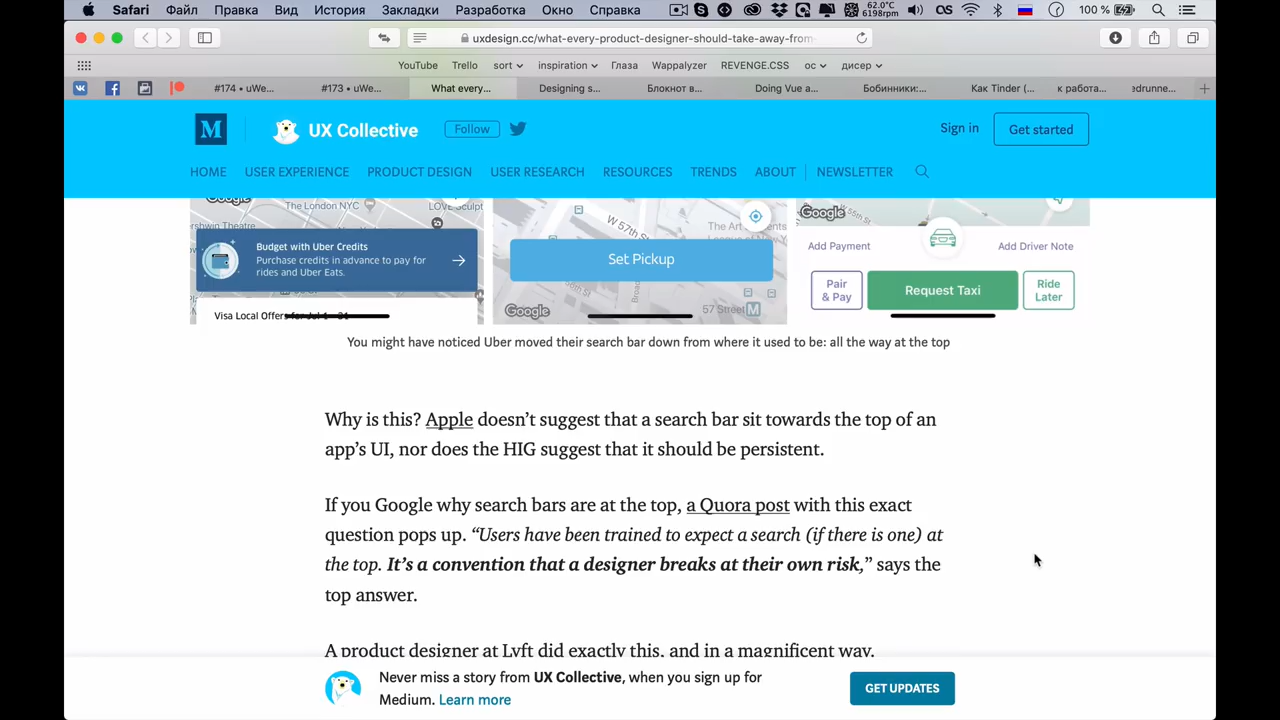 Safari Файл Правка Вид История Закладки Разработка Окно Справка 62.0°C 6198rpm 100 %
uxdesign.cc/what-every-product-designer-should-take-away-from-
YouTube Trello sort inspiration Глаза Wappalyzer REVENGE.CSS ос дисер
#174 • uWe... #173 • uWe... What every... Designing s... Блокнот в... Doing Vue a... Бобинники:... Как Tinder (... к работа... edrunne...
M UX Collective Follow Sign in Get started
HOME USER EXPERIENCE PRODUCT DESIGN USER RESEARCH RESOURCES TRENDS ABOUT NEWSLETTER
Google
The London NYC
Budget with Uber Credits
Purchase credits in advance to pay for
rides and Uber Eats.
Visa Local Offers for Jul 1 - 31
W 57th St
Set Pickup
Google
57 Street M
Google
Add Payment Add Driver Note
Pair & Pay
Request Taxi
Ride Later
You might have noticed Uber moved their search bar down from where it used to be: all the way at the top
Why is this? Apple doesn’t suggest that a search bar sit towards the top of an
app’s UI, nor does the HIG suggest that it should be persistent.
If you Google why search bars are at the top, a Quora post with this exact
question pops up. “Users have been trained to expect a search (if there is one) at
the top. It’s a convention that a designer breaks at their own risk,” says the
top answer.
A product designer at Lyft did exactly this, and in a magnificent way.
Never miss a story from UX Collective, when you sign up for
Medium. Learn more
GET UPDATES